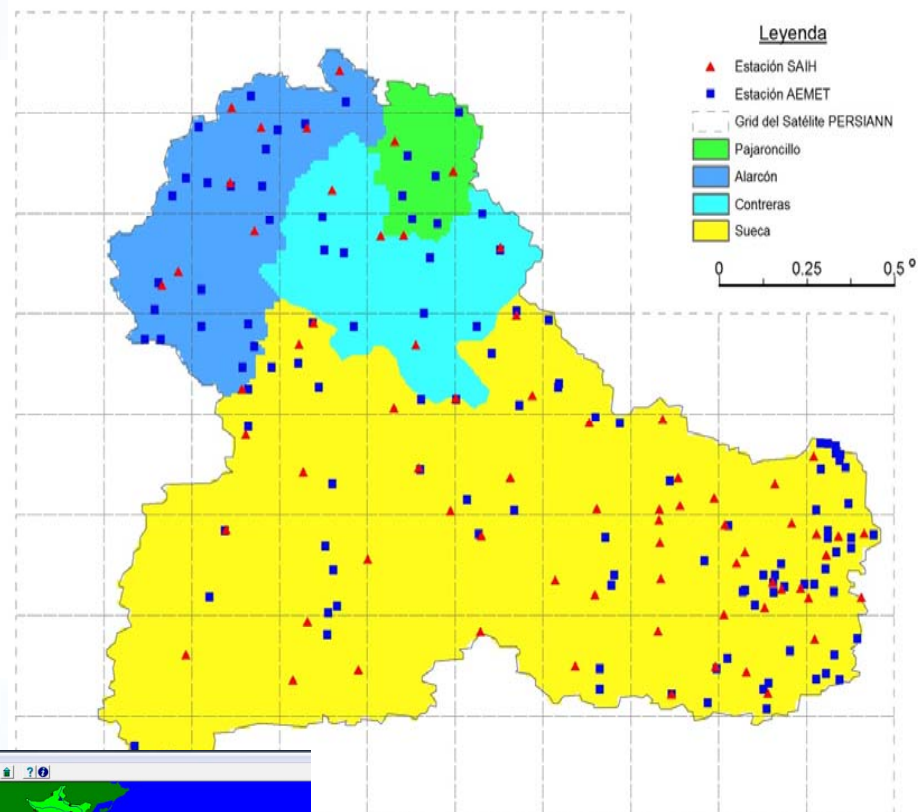 Leyenda
Estación SAIH
Estación AEMET
Grid del Satélite PERSIANN
Pajaroncillo
Alarcón
Contreras
Sueca
0 0,25 0,5 º
?